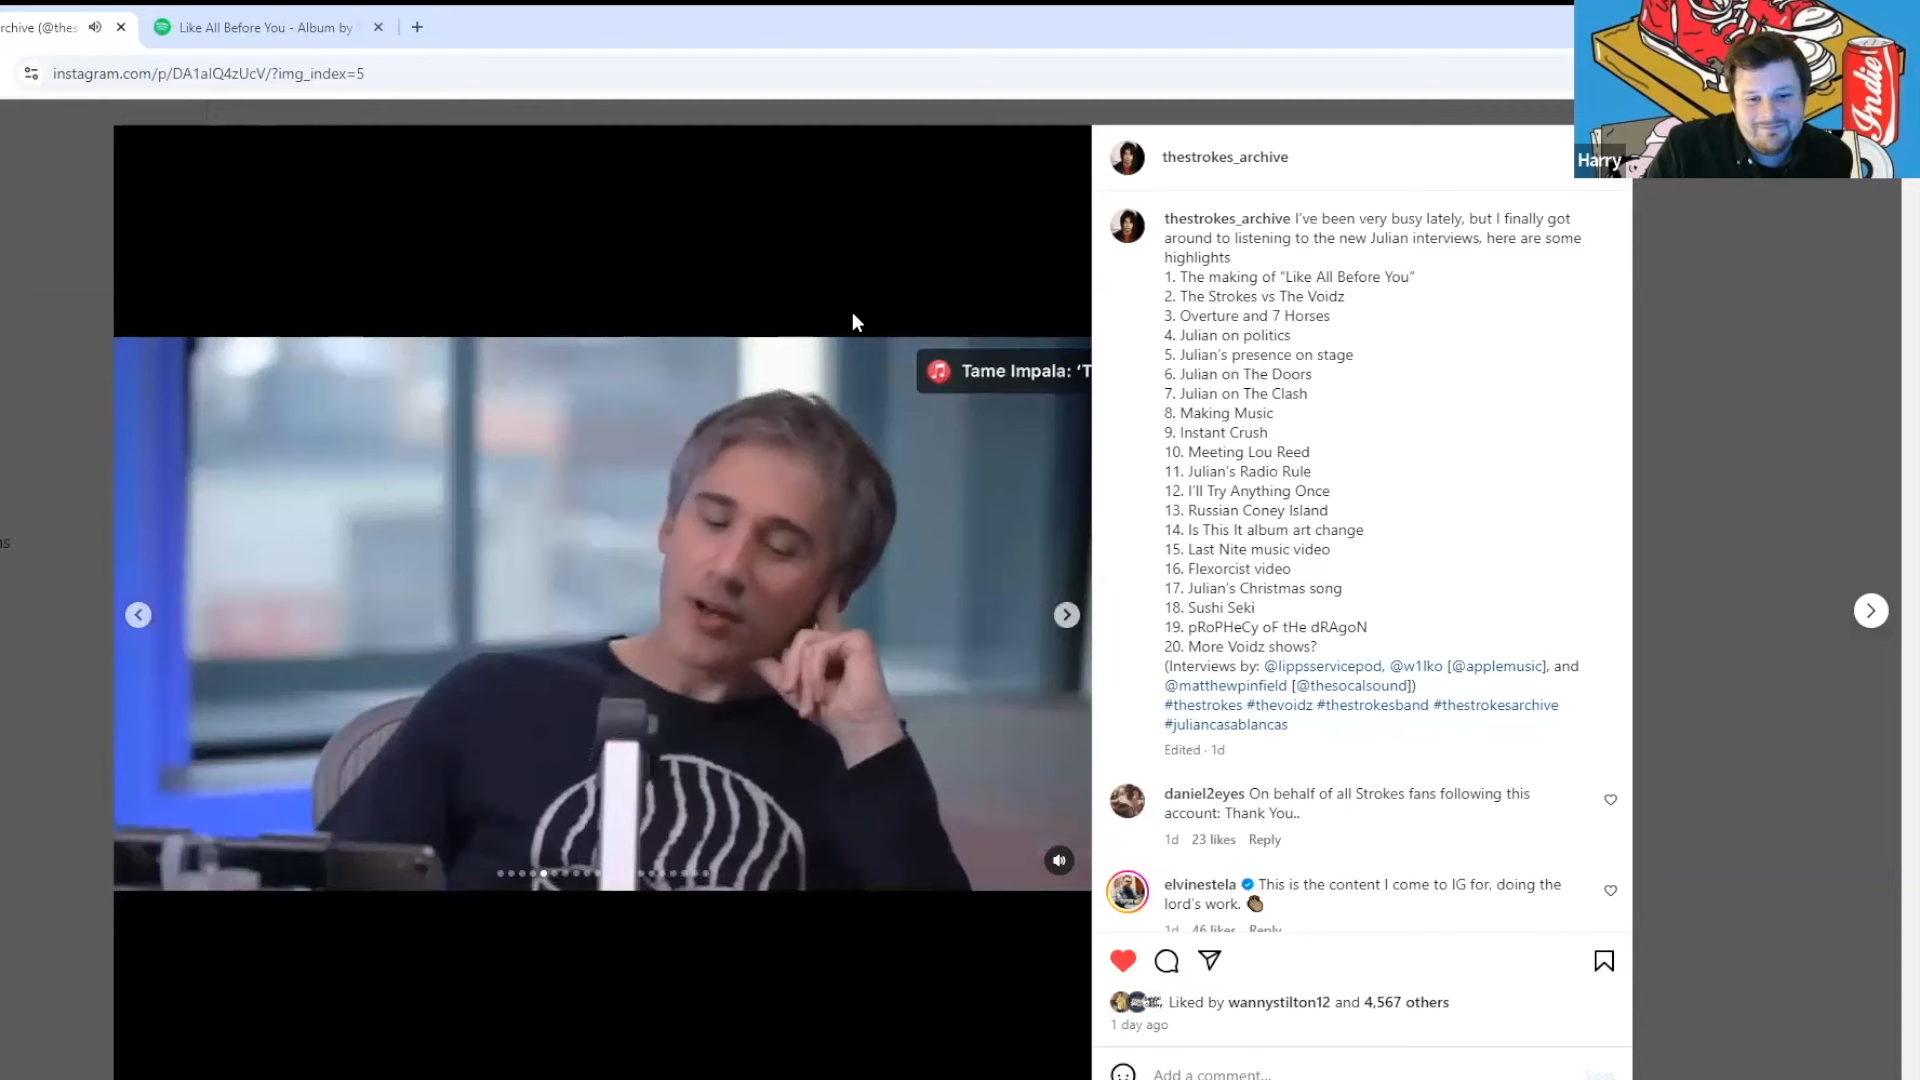 rchive (@thes
Like All Before You - Album by
instagram.com/p/DA1alQ4zUcV/?img_index=5
Indie
Harry
Tame Impala: ‘T
thestrokes_archive
thestrokes_archive I've been very busy lately, but I finally got
around to listening to the new Julian interviews, here are some
highlights
1. The making of “Like All Before You”
2. The Strokes vs The Voidz
3. Overture and 7 Horses
4. Julian on politics
5. Julian’s presence on stage
6. Julian on The Doors
7. Julian on The Clash
8. Making Music
9. Instant Crush
10. Meeting Lou Reed
11. Julian’s Radio Rule
12. I’ll Try Anything Once
13. Russian Coney Island
14. Is This It album art change
15. Last Nite music video
16. Flexorcist video
17. Julian’s Christmas song
18. Sushi Seki
19. pRoPHeCy oF tHe dRAgoN
20. More Voidz shows?
(Interviews by: @lippsservicepod, @w1lko [@applemusic], and
@matthewpinfield [@thesocalsound])
#thestrokes #thevoidz #thestrokesband #thestrokesarchive
#juliancasablancas
Edited · 1d
daniel2eyes On behalf of all Strokes fans following this
account: Thank You..
1d 23 likes Reply
elvinestela This is the content I come to IG for, doing the
lord’s work.
1d 46 likes Reply
Liked by wannystilton12 and 4,567 others
1 day ago
Add a comment...
Post
ns